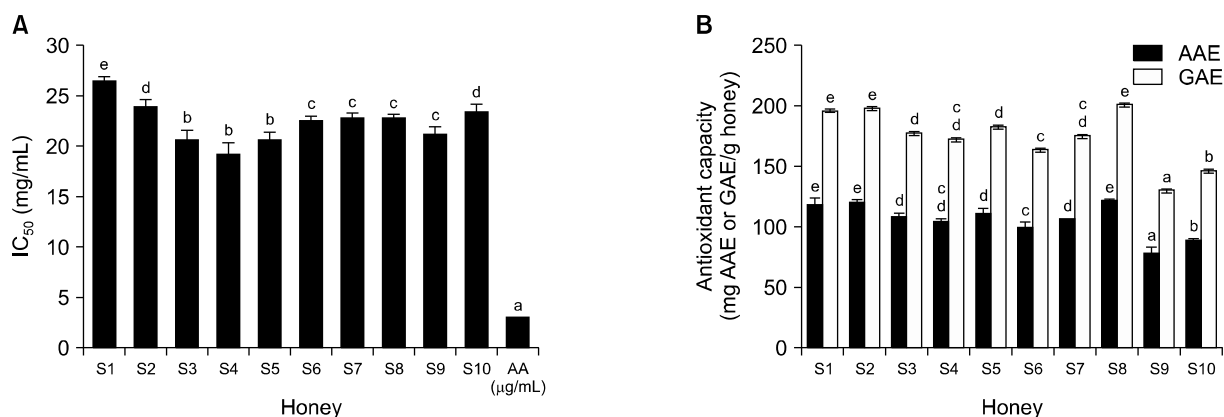 A
IC50 (mg/mL)
30
25
20
15
10
5
0
e
d
b
b
b
c
c
c
c
d
a
S1 S2 S3 S4 S5 S6 S7 S8 S9 S10 AA
(μg/mL)
Honey
B
AAE
GAE
Antioxidant capacity
(mg AAE or GAE/g honey)
250
200
150
100
50
0
e
e
e
e
d
d
c
d
c
d
d
d
c
c
c
d
d
e
e
a
a
b
b
S1 S2 S3 S4 S5 S6 S7 S8 S9 S10
Honey